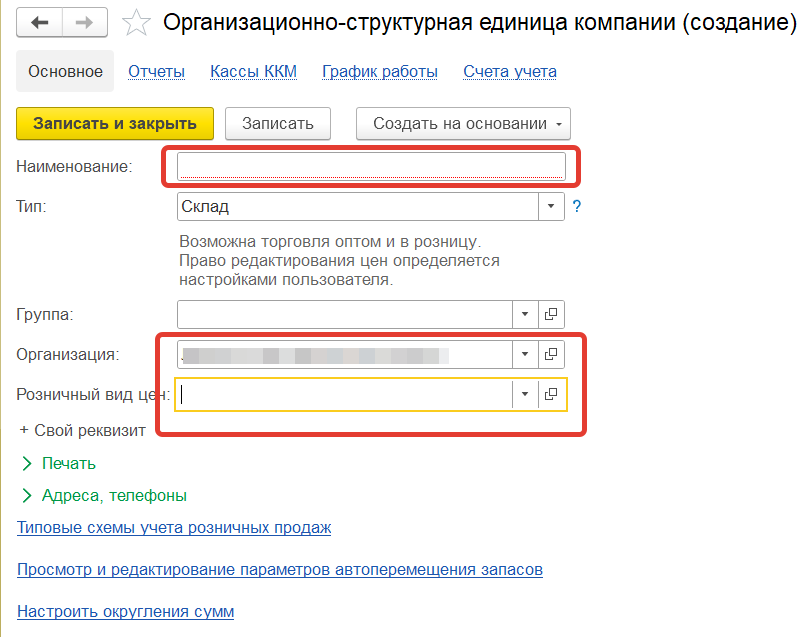 Организационно-структурная единица компании (создание)
Основное Отчеты Кассы ККМ График работы Счета учета
Записать и закрыть Записать Создать на основании
Наименование:
Тип: Склад ?
Возможна торговля оптом и в розницу.
Право редактирования цен определяется
настройками пользователя.
Группа:
Организация:
Розничный вид цен:
+ Свой реквизит
Печать
Адреса, телефоны
Типовые схемы учета розничных продаж
Просмотр и редактирование параметров автоперемещения запасов
Настроить округления сумм